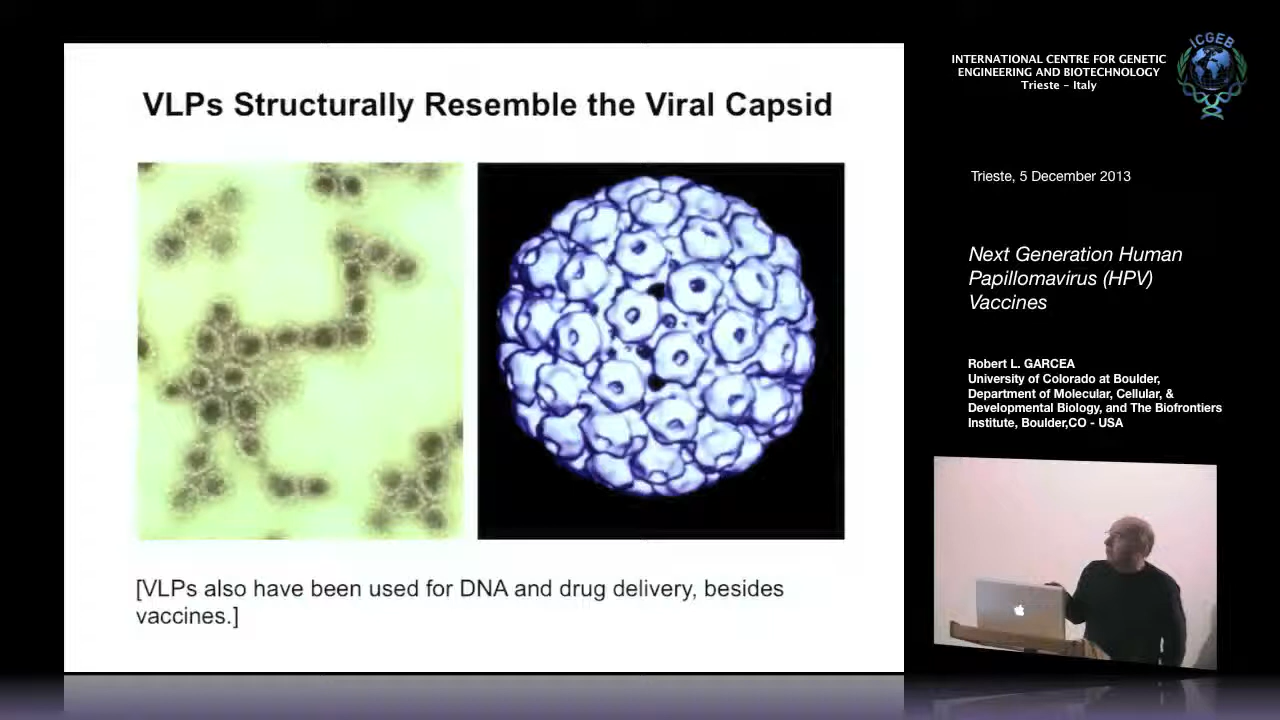 VLPs Structurally Resemble the Viral Capsid
[VLPs also have been used for DNA and drug delivery, besides
vaccines.]
ICGEB
INTERNATIONAL CENTRE FOR GENETIC
ENGINEERING AND BIOTECHNOLOGY
Trieste - Italy
Trieste, 5 December 2013
Next Generation Human
Papillomavirus (HPV)
Vaccines
Robert L. GARCEA
University of Colorado at Boulder,
Department of Molecular, Cellular, &
Developmental Biology, and The Biofrontiers
Institute, Boulder,CO - USA